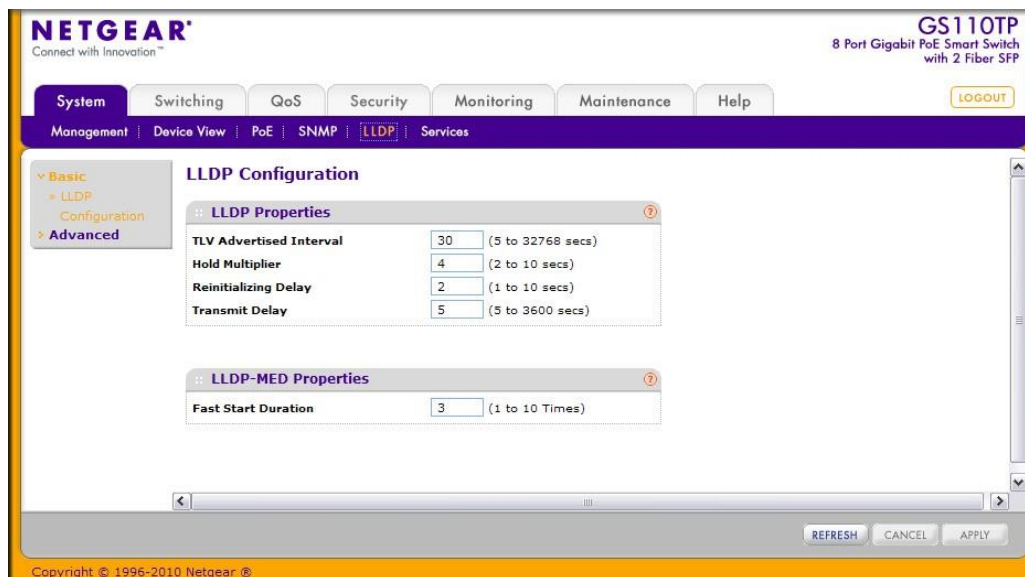 NETGEAR®
Connect with Innovation™
GS110TP
8 Port Gigabit PoE Smart Switch
with 2 Fiber SFP
System Switching QoS Security Monitoring Maintenance Help LOGOUT
Management | Device View | PoE | SNMP | LLDP | Services
Basic
» LLDP
Configuration
Advanced
LLDP Configuration
LLDP Properties
TLV Advertised Interval 30 (5 to 32768 secs)
Hold Multiplier 4 (2 to 10 secs)
Reinitializing Delay 2 (1 to 10 secs)
Transmit Delay 5 (5 to 3600 secs)
LLDP-MED Properties
Fast Start Duration 3 (1 to 10 Times)
REFRESH CANCEL APPLY
Copyright © 1996-2010 Netgear ®